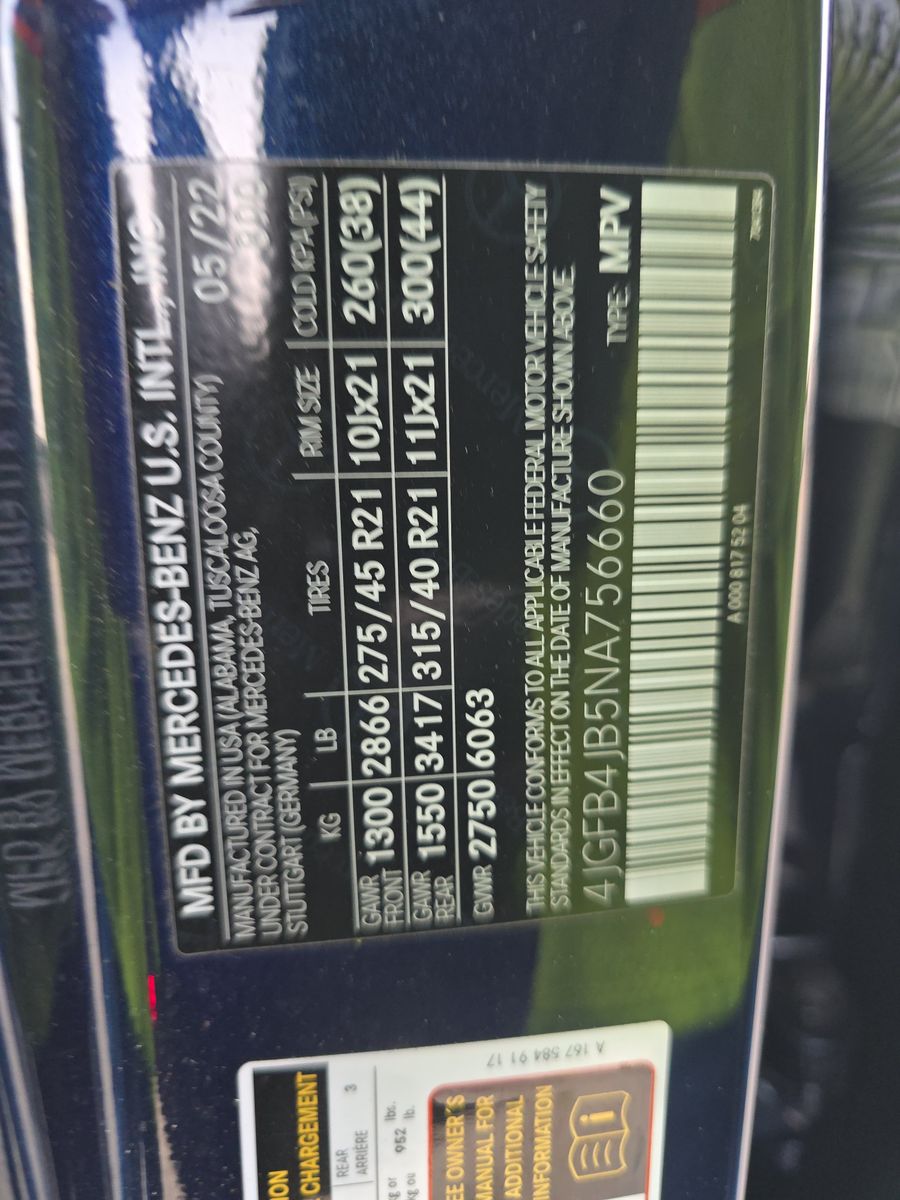 MFD BY MERCEDES-BENZ U.S. INTL., INC
MANUFACTURED IN USA (ALABAMA, TUSCALOOSA COUNTY) 05/22
UNDER CONTRACT FOR MERCEDES-BENZ AG,
STUTTGART (GERMANY)
KG LB TIRES RIM SIZE COLD KPA(PSI)
GAWR FRONT 1300 2866 275/45 R21 10Jx21 260(38)
GAWR REAR 1550 3417 315/40 R21 11Jx21 300(44)
GVWR 2750 6063
THIS VEHICLE CONFORMS TO ALL APPLICABLE FEDERAL MOTOR VEHICLE SAFETY
STANDARDS IN EFFECT ON THE DATE OF MANUFACTURE SHOWN ABOVE
4JGFB4JB5NA756660 TYPE: MPV
A 000 817 52 04
CHARGEMENT
REAR 3
ARRIÈRE
kg or 952 lbs.
kg ou lb.
OWNER'S
MANUAL FOR
ADDITIONAL
INFORMATION
A 167 584 91 17